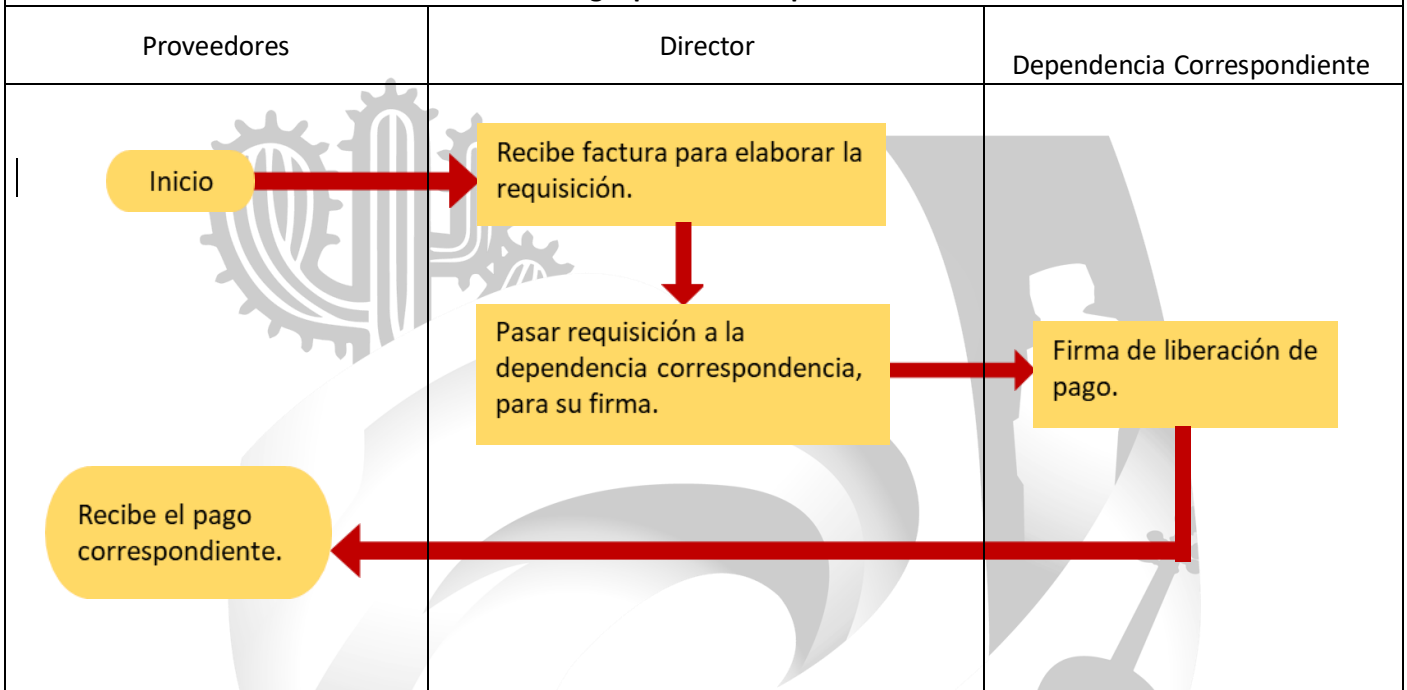 Proveedores
Director
Dependencia Correspondiente
Inicio
Recibe factura para elaborar la
requisición.
Pasar requisición a la
dependencia correspondencia,
para su firma.
Firma de liberación de
pago.
Recibe el pago
correspondiente.